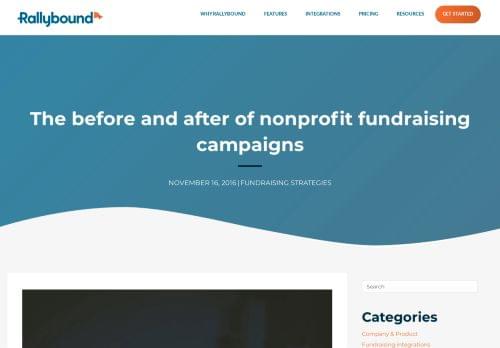 Rallybound
WHY RALLYBOUND
FEATURES
INTEGRATIONS
PRICING
RESOURCES
GET STARTED
The before and after of nonprofit fundraising
campaigns
NOVEMBER 16, 2016 | FUNDRAISING STRATEGIES
Search
Categories
Company & Product
Fundraising integrations